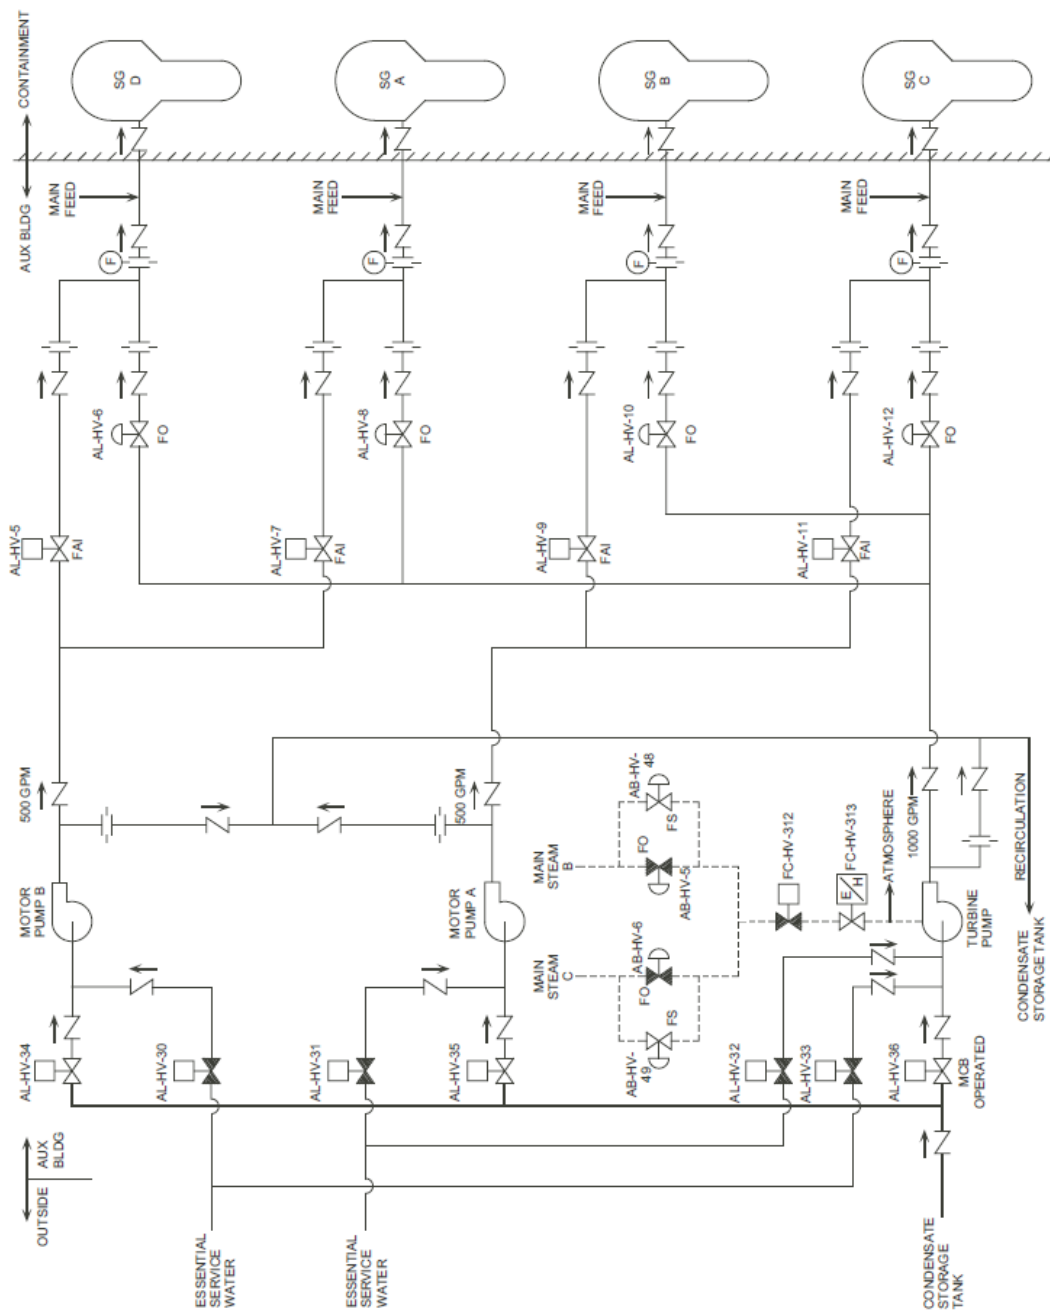 OUTSIDE
AUX
BLDG
AUX BLDG
CONTAINMENT
ESSENTIAL
SERVICE
WATER
ESSENTIAL
SERVICE
WATER
CONDENSATE
STORAGE
TANK
AL-HV-34
AL-HV-30
AL-HV-31
AL-HV-35
AL-HV-32
AL-HV-33
AL-HV-36
MCB
OPERATED
MOTOR
PUMP B
MOTOR
PUMP A
TURBINE
PUMP
500 GPM
500 GPM
1000 GPM
MAIN
STEAM
B
MAIN
STEAM
C
AB-HV-
48
FS
FO
AB-HV-5
AB-HV-6
FO
FS
AB-HV-
49
FC-HV-312
FC-HV-313
E/H
ATMOSPHERE
RECIRCULATION
CONDENSATE
STORAGE TANK
AL-HV-5
FAI
AL-HV-7
FAI
AL-HV-9
FAI
AL-HV-11
FAI
AL-HV-6
FO
AL-HV-8
FO
AL-HV-10
FO
AL-HV-12
FO
F
F
F
F
MAIN
FEED
MAIN
FEED
MAIN
FEED
MAIN
FEED
SG
D
SG
A
SG
B
SG
C